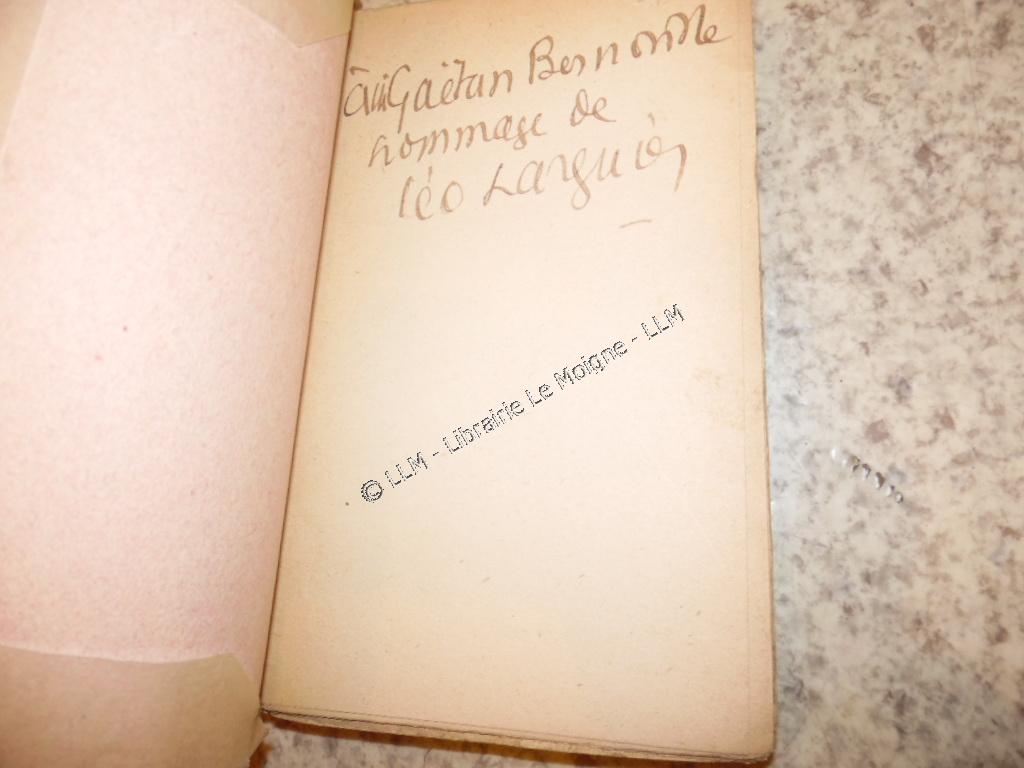 À Gaëtan Bernoville
hommage de
Léo Larguier
© LLM - Librairie Le Moigne - LLM